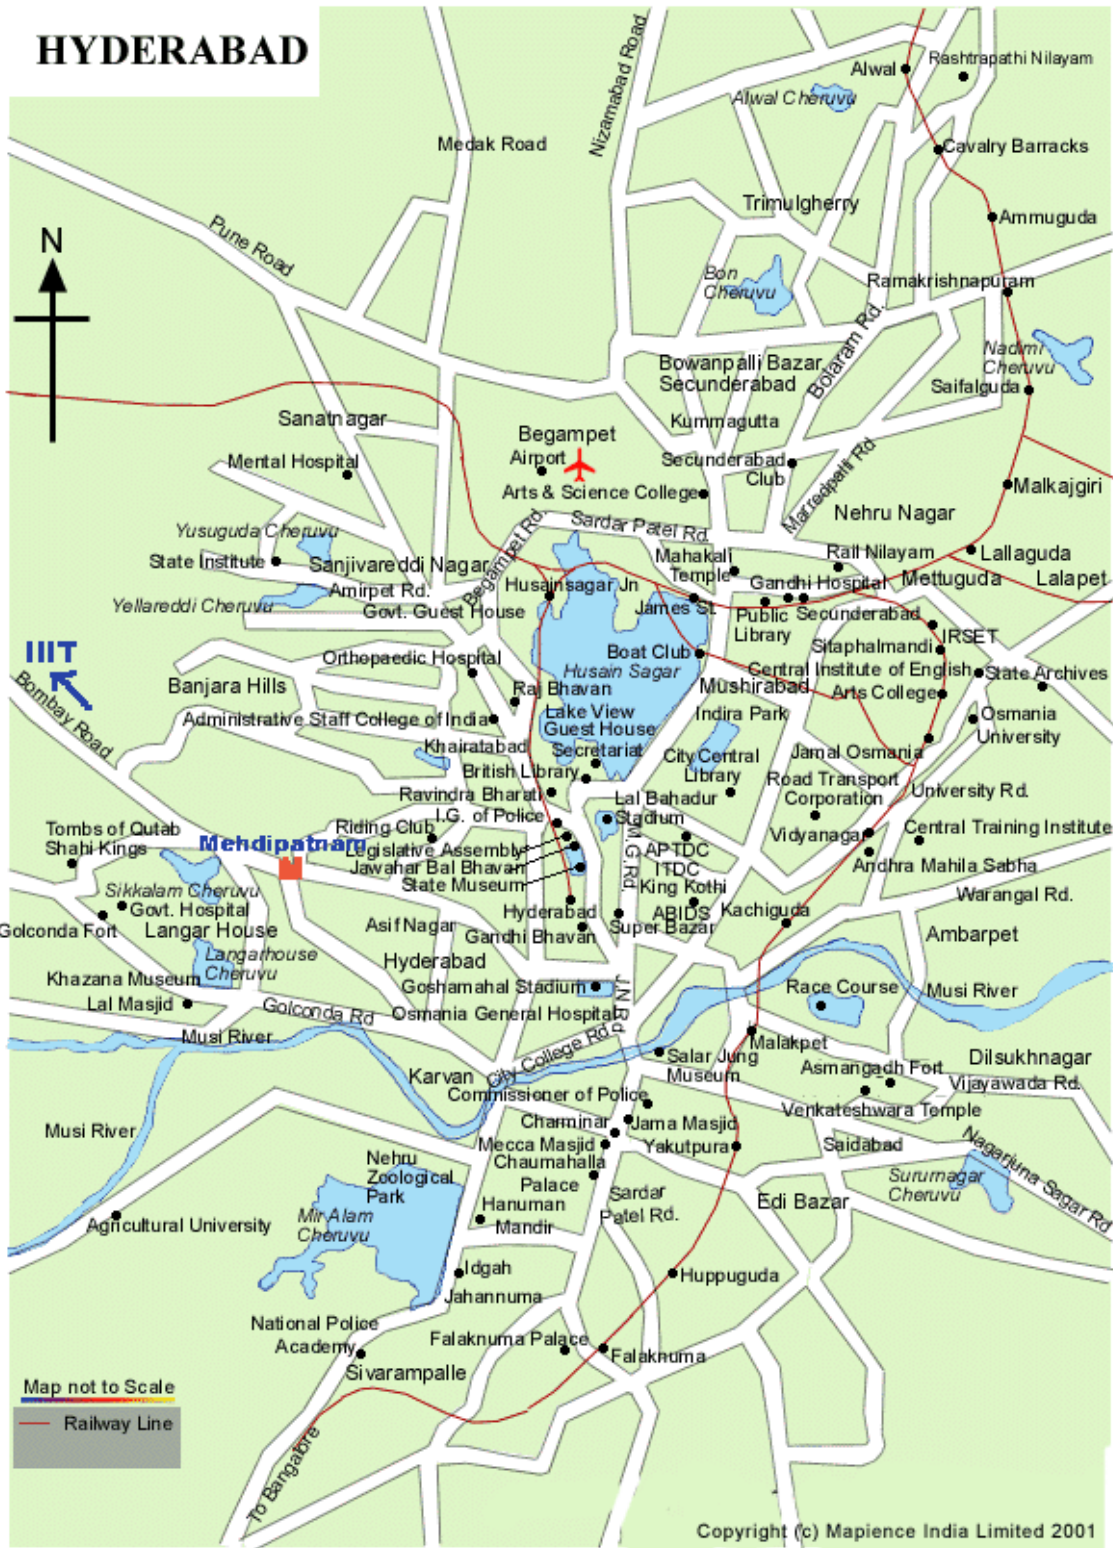 HYDERABAD
Nizamabad Road
Alwal
Rashtrapathi Nilayam
Alwal Cheruvu
Medak Road
Cavalry Barracks
Trimulgherry
Ammuguda
Pune Road
N
Bon
Cheruvu
Ramakrishnapuram
Bolaram Rd.
Nadimi
Cheruvu
Bowanpalli Bazar
Secunderabad
Saifalguda
Sanatnagar
Kummagutta
Begampet
Airport
Mental Hospital
Secunderabad
Club
Marredpalli Rd
Arts & Science College
Malkajgiri
Nehru Nagar
Sardar Patel Rd.
Begampet Rd.
Yusuguda Cheruvu
State Institute
Sanjivareddi Nagar
Mahakali
Temple
Rail Nilayam
Lallaguda
Mettuguda
Lalapet
Amirpet Rd.
Husainsagar Jn
Gandhi Hospital
Yellareddi Cheruvu
Govt. Guest House
James St.
Public
Library
Secunderabad
IRSET
Sitaphalmandi
IIIT
Boat Club
Orthopaedic Hospital
Husain Sagar
Central Institute of English
State Archives
Bombay Road
Banjara Hills
Raj Bhavan
Mushirabad
Arts College
Lake View
Guest House
Indira Park
Osmania
University
Administrative Staff College of India
Khairatabad
Secretariat
City Central
Library
Jamal Osmania
British Library
Road Transport
Corporation
University Rd.
Ravindra Bharati
Lal Bahadur
Stadium
I.G. of Police
Tombs of Qutab
Shahi Kings
Riding Club
M.G.Rd.
Vidyanagar
Central Training Institute
Mehdipatnam
Legislative Assembly
APTDC
Jawahar Bal Bhavan
ITDC
Andhra Mahila Sabha
State Museum
King Kothi
Sikkalam Cheruvu
Warangal Rd.
Govt. Hospital
Hyderabad
ABIDS
Kachiguda
Golconda Fort
Langar House
Asif Nagar
Gandhi Bhavan
Super Bazar
Ambarpet
Langarhouse
Cheruvu
Hyderabad
Khazana Museum
Goshamahal Stadium
J.N.Rd.
Race Course
Musi River
Lal Masjid
Golconda Rd
Osmania General Hospital
Musi River
City College Rd.
Malakpet
Salar Jung
Museum
Dilsukhnagar
Asmangadh Fort
Karvan
Vijayawada Rd.
Commissioner of Police
Venkateshwara Temple
Charminar
Jama Masjid
Musi River
Mecca Masjid
Yakutpura
Saidabad
Nagarjuna Sagar Rd
Nehru
Zoological
Park
Chaumahalla
Palace
Sururnagar
Cheruvu
Sardar
Patel Rd.
Edi Bazar
Hanuman
Mandir
Mir Alam
Cheruvu
Agricultural University
Idgah
Huppuguda
Jahannuma
National Police
Academy
Falaknuma Palace
Falaknuma
Sivarampalle
Map not to Scale
Railway Line
To Bangalore
Copyright (c) Mapience India Limited 2001